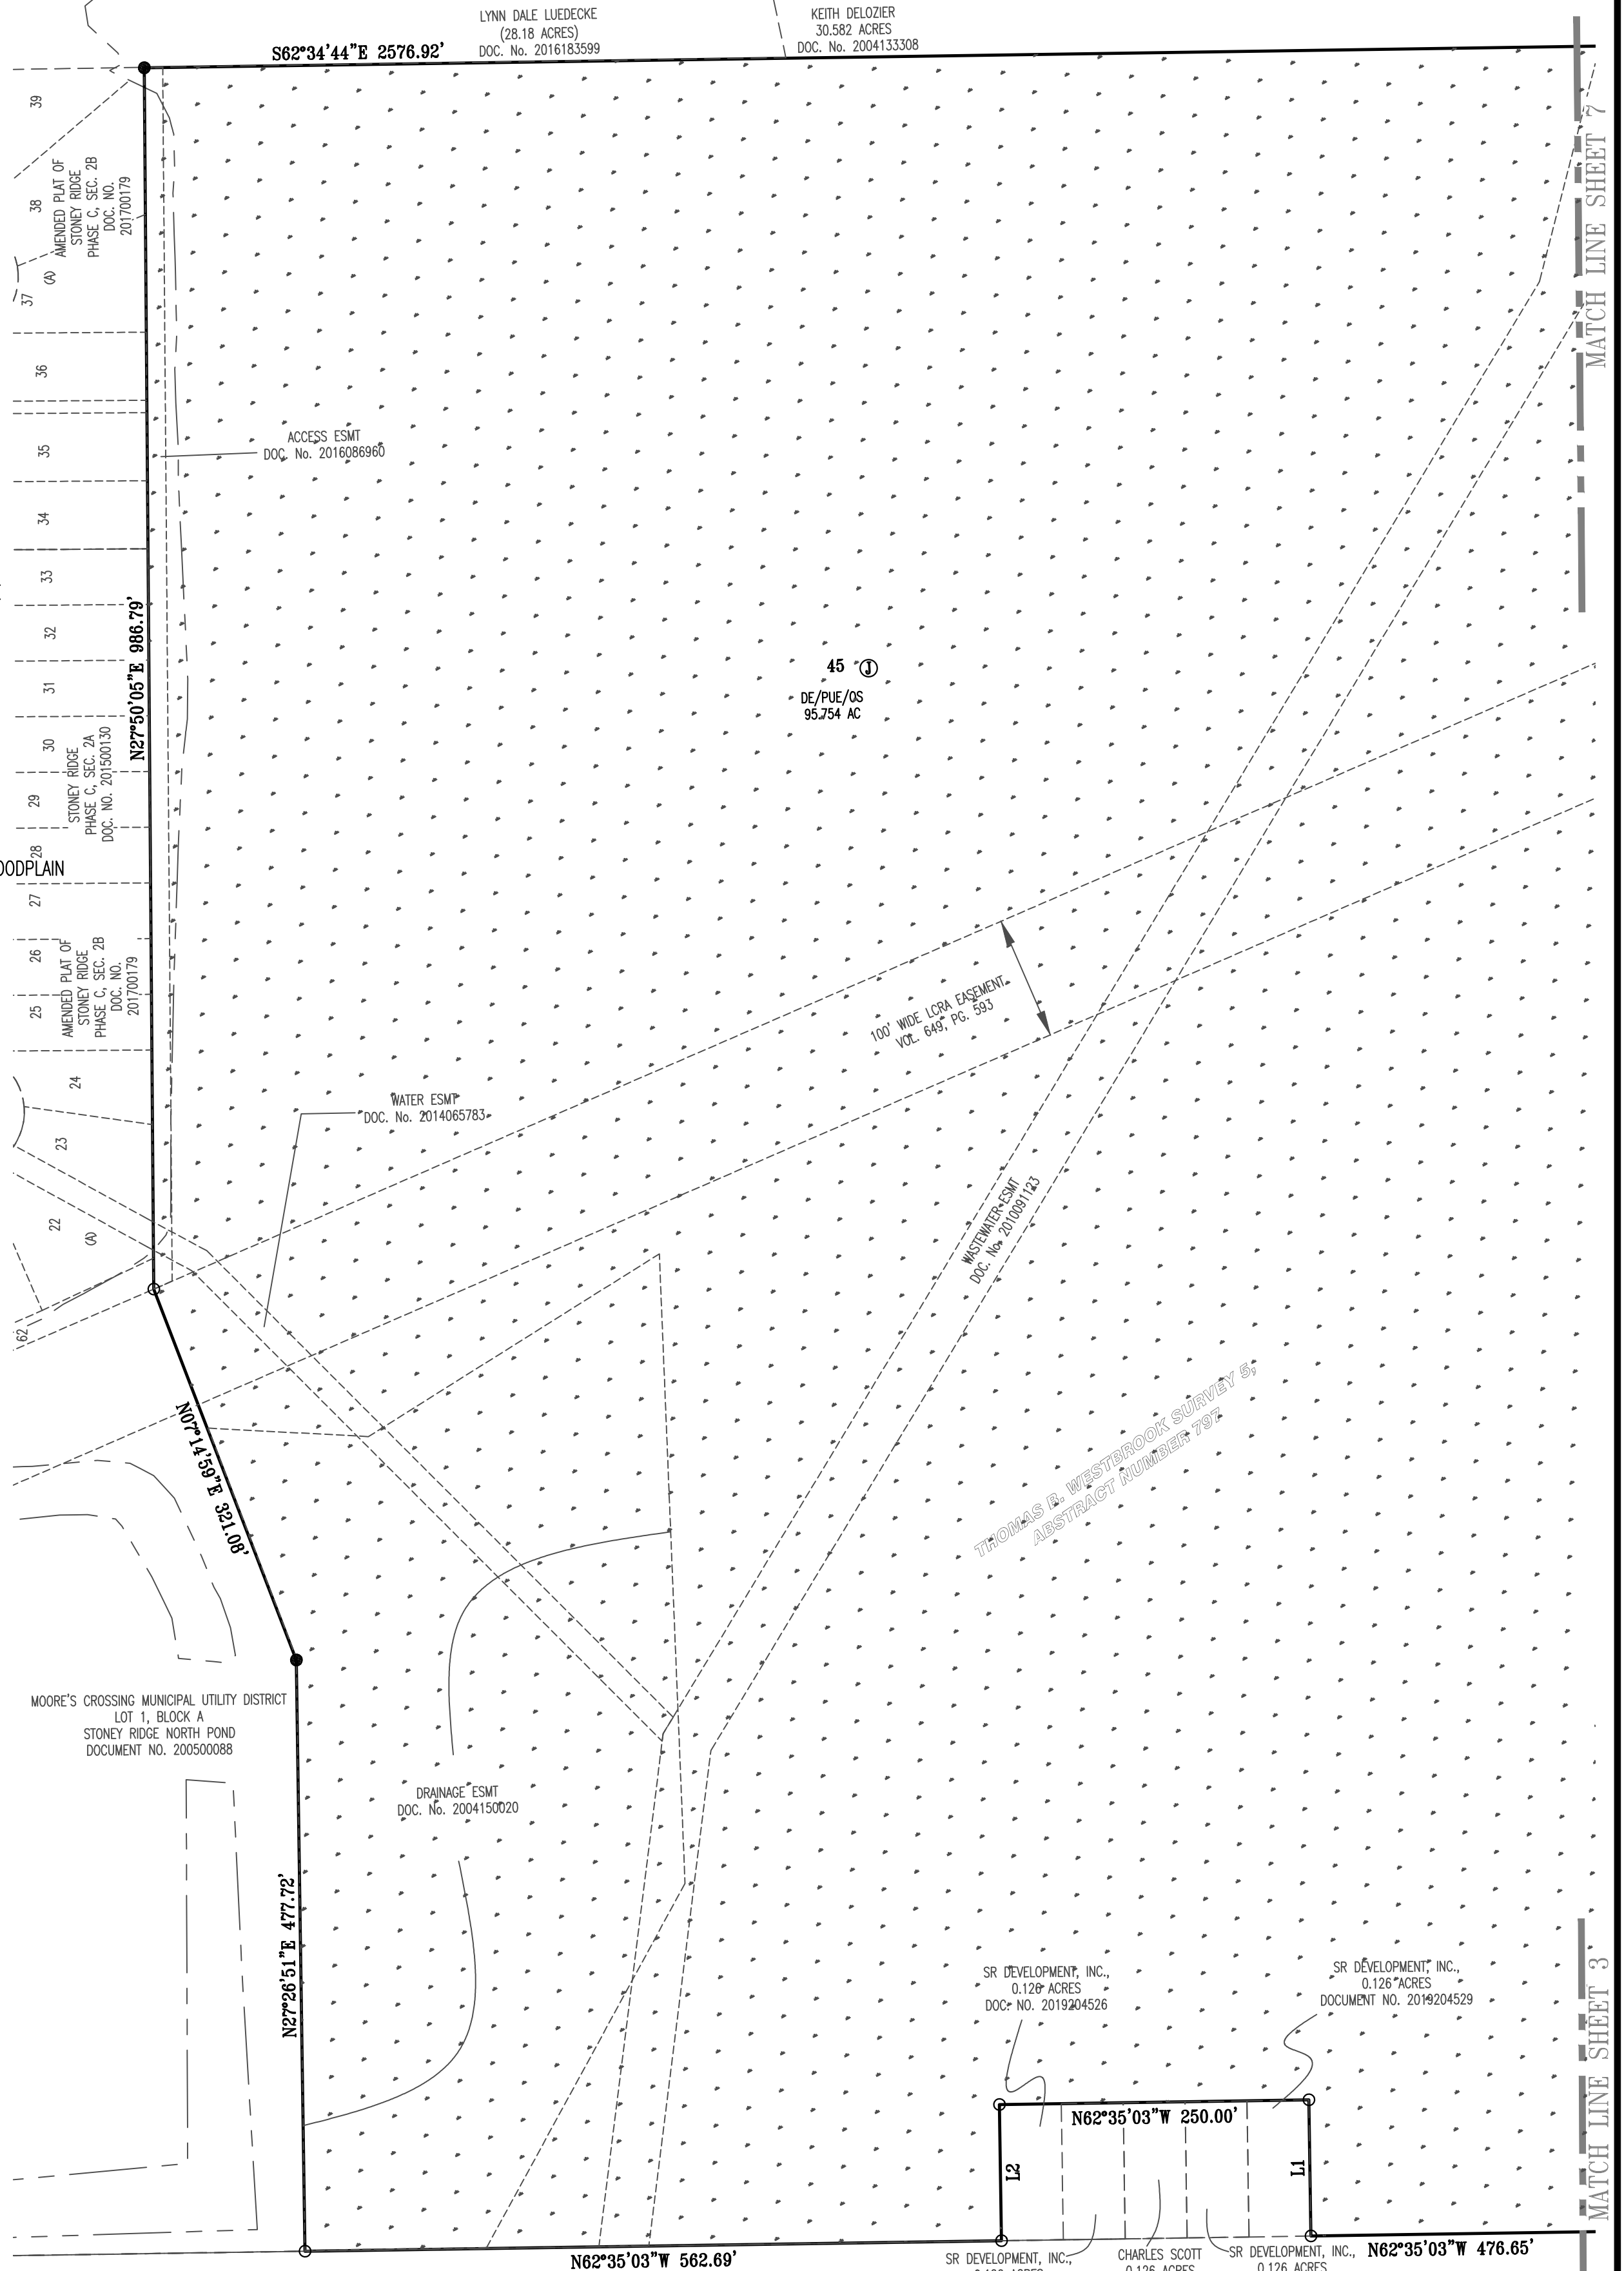 LYNN DALE LUEDECKE
(28.18 ACRES)
DOC. No. 2016183599
KEITH DELOZIER
30.582 ACRES
DOC. No. 2004133308
S62°34'44"E 2576.92'
MATCH LINE SHEET 7
39
38
AMENDED PLAT OF
STONEY RIDGE
PHASE C, SEC. 2B
DOC. NO.
201700179
(A)
37
36
ACCESS ESMT
DOC. No. 2016086960
35
34
33
32
31
N27°50'05"E 986.79'
45 J
DE/PUE/OS
95.754 AC
30
STONEY RIDGE
PHASE C, SEC. 2A
DOC. NO. 201500130
29
28
27
26
25
AMENDED PLAT OF
STONEY RIDGE
PHASE C, SEC. 2B
DOC. NO.
201700179
24
100' WIDE LCRA EASEMENT
VOL. 649, PG. 593
WATER ESMT
DOC. No. 2014065783
23
22
(A)
62
WASTEWATER ESMT
DOC. No. 2010091123
N07°14'59"E 321.08'
THOMAS B. WESTBROOK SURVEY 5,
ABSTRACT NUMBER 797
MOORE'S CROSSING MUNICIPAL UTILITY DISTRICT
LOT 1, BLOCK A
STONEY RIDGE NORTH POND
DOCUMENT NO. 200500088
DRAINAGE ESMT
DOC. No. 2004150020
N27°26'51"E 477.72'
SR DEVELOPMENT, INC.,
0.126 ACRES
DOC. NO. 2019204526
SR DEVELOPMENT, INC.,
0.126 ACRES
DOCUMENT NO. 2019204529
MATCH LINE SHEET 3
N62°35'03"W 250.00'
L2
L1
N62°35'03"W 562.69'
SR DEVELOPMENT, INC.,
CHARLES SCOTT
0.126 ACRES
SR DEVELOPMENT, INC.,
0.126 ACRES
N62°35'03"W 476.65'